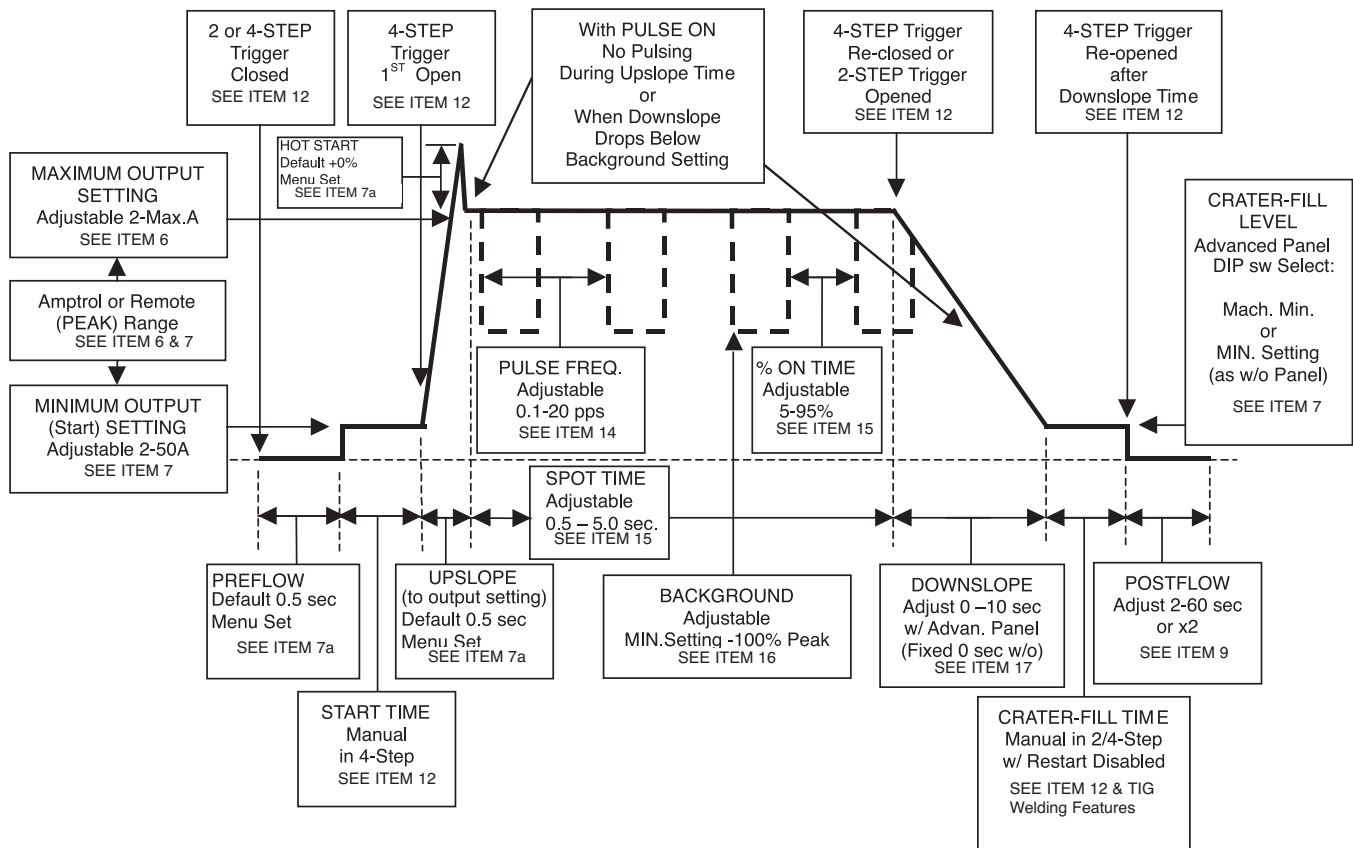 2 or 4-STEP
Trigger
Closed
SEE ITEM 12
4-STEP
Trigger
1ST Open
SEE ITEM 12
With PULSE ON
No Pulsing
During Upslope Time
or
When Downslope
Drops Below
Background Setting
4-STEP Trigger
Re-closed or
2-STEP Trigger
Opened
SEE ITEM 12
4-STEP Trigger
Re-opened
after
Downslope Time
SEE ITEM 12
HOT START
Default +0%
Menu Set
SEE ITEM 7a
MAXIMUM OUTPUT
SETTING
Adjustable 2-Max.A
SEE ITEM 6
Amptrol or Remote
(PEAK) Range
SEE ITEM 6 & 7
MINIMUM OUTPUT
(Start) SETTING
Adjustable 2-50A
SEE ITEM 7
CRATER-FILL
LEVEL
Advanced Panel
DIP sw Select:
Mach. Min.
or
MIN. Setting
(as w/o Panel)
SEE ITEM 7
PULSE FREQ.
Adjustable
0.1-20 pps
SEE ITEM 14
% ON TIME
Adjustable
5-95%
SEE ITEM 15
SPOT TIME
Adjustable
0.5 – 5.0 sec.
SEE ITEM 15
PREFLOW
Default 0.5 sec
Menu Set
SEE ITEM 7a
UPSLOPE
(to output setting)
Default 0.5 sec
Menu Set
SEE ITEM 7a
BACKGROUND
Adjustable
MIN.Setting -100% Peak
SEE ITEM 16
DOWNSLOPE
Adjust 0 –10 sec
w/ Advan. Panel
(Fixed 0 sec w/o)
SEE ITEM 17
POSTFLOW
Adjust 2-60 sec
or x2
SEE ITEM 9
START TIME
Manual
in 4-Step
SEE ITEM 12
CRATER-FILL TIME
Manual in 2/4-Step
w/ Restart Disabled
SEE ITEM 12 & TIG
Welding Features